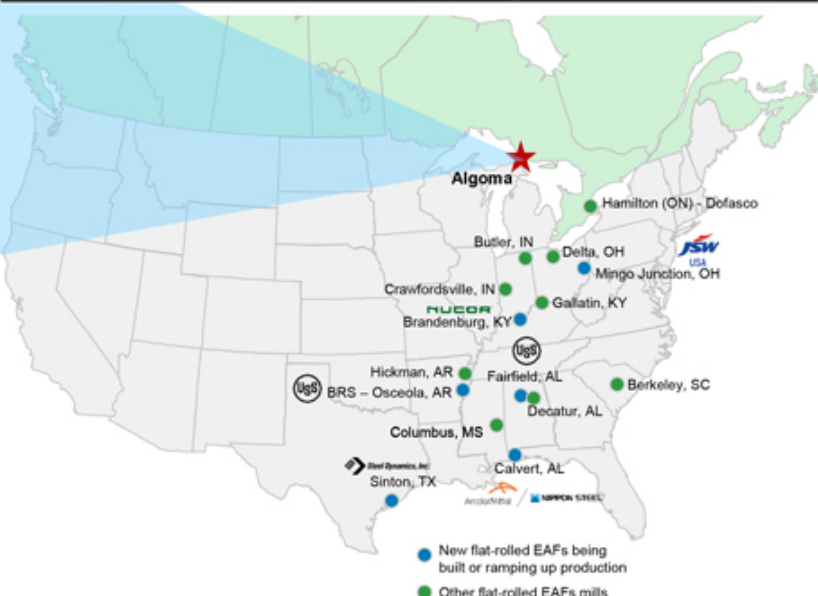 Algoma
Hamilton (ON) - Dofasco
JSW
USA
Butler, IN
Delta, OH
Mingo Junction, OH
Crawfordsville, IN
Gallatin, KY
NUCOR
Brandenburg, KY
USS
Hickman, AR
Fairfield, AL
USS
BRS – Osceola, AR
Berkeley, SC
Decatur, AL
Columbus, MS
Steel Dynamics, Inc.
Calvert, AL
Sinton, TX
ArcelorMittal / NIPPON STEEL
New flat-rolled EAFs being
built or ramping up production
Other flat-rolled EAFs mills